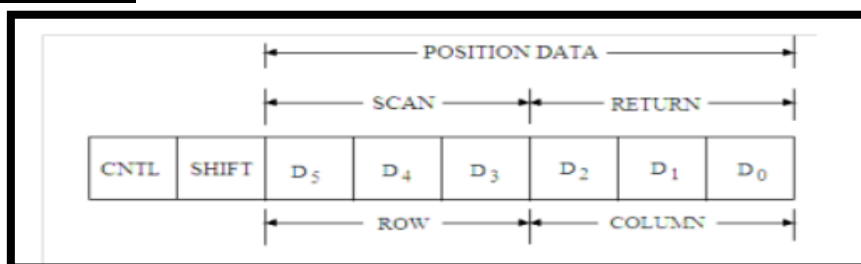 POSITION DATA
SCAN RETURN
CNTL SHIFT D5 D4 D3 D2 D1 D0
ROW COLUMN